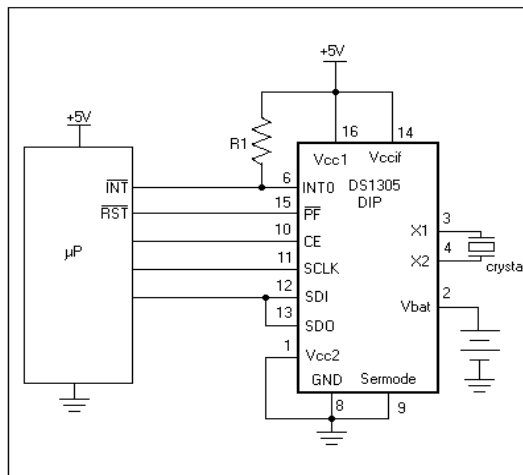 +5V
+5V
R1
16
14
Vcc1
Vccif
INT
6
INT0
DS1305
DIP
RST
15
PF
3
X1
µP
10
CE
4
X2
crysta
11
SCLK
12
SDI
2
Vbat
13
SDO
1
Vcc2
GND
Sermode
8
9